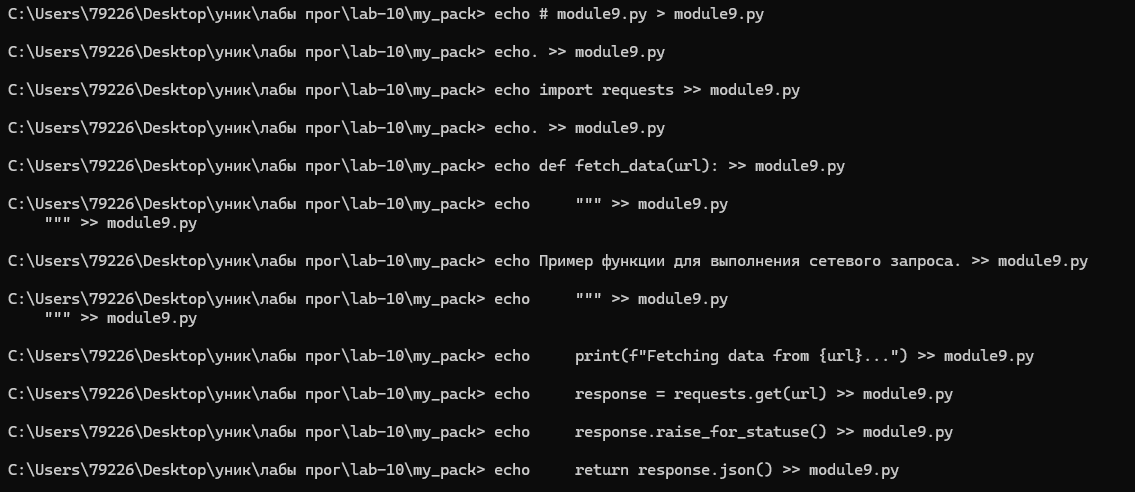 C:\Users\79226\Desktop\уник\лабы прог\lab-10\my_pack> echo # module9.py > module9.py
C:\Users\79226\Desktop\уник\лабы прог\lab-10\my_pack> echo. >> module9.py
C:\Users\79226\Desktop\уник\лабы прог\lab-10\my_pack> echo import requests >> module9.py
C:\Users\79226\Desktop\уник\лабы прог\lab-10\my_pack> echo. >> module9.py
C:\Users\79226\Desktop\уник\лабы прог\lab-10\my_pack> echo def fetch_data(url): >> module9.py
C:\Users\79226\Desktop\уник\лабы прог\lab-10\my_pack> echo     """ >> module9.py
    """ >> module9.py
C:\Users\79226\Desktop\уник\лабы прог\lab-10\my_pack> echo Пример функции для выполнения сетевого запроса. >> module9.py
C:\Users\79226\Desktop\уник\лабы прог\lab-10\my_pack> echo     """ >> module9.py
    """ >> module9.py
C:\Users\79226\Desktop\уник\лабы прог\lab-10\my_pack> echo     print(f"Fetching data from {url}...") >> module9.py
C:\Users\79226\Desktop\уник\лабы прог\lab-10\my_pack> echo     response = requests.get(url) >> module9.py
C:\Users\79226\Desktop\уник\лабы прог\lab-10\my_pack> echo     response.raise_for_statuse() >> module9.py
C:\Users\79226\Desktop\уник\лабы прог\lab-10\my_pack> echo     return response.json() >> module9.py